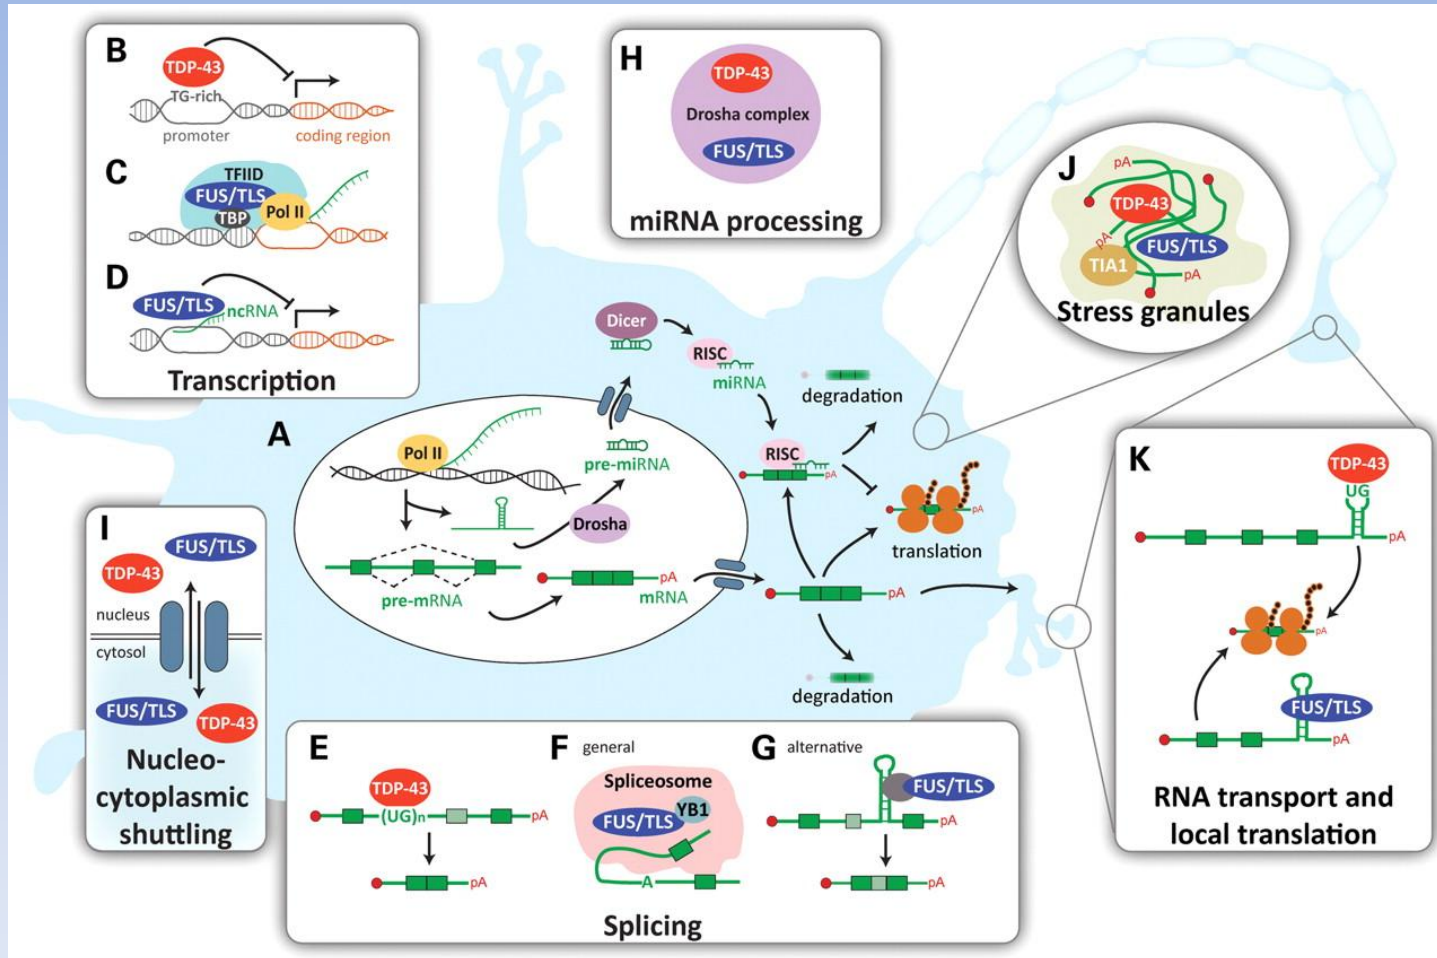 B
TDP-43
TG-rich
promoter
coding region
C
TFIID
FUS/TLS
TBP
Pol II
D
FUS/TLS
ncRNA
Transcription
H
TDP-43
Drosha complex
FUS/TLS
miRNA processing
J
pA
TDP-43
pA
FUS/TLS
TIA1
pA
Stress granules
A
Pol II
pre-miRNA
Drosha
pre-mRNA
pA
mRNA
Dicer
RISC
miRNA
degradation
RISC
pA
pA
translation
pA
degradation
I
FUS/TLS
TDP-43
nucleus
cytosol
FUS/TLS
TDP-43
Nucleo-
cytoplasmic
shuttling
E
TDP-43
(UG)n
pA
pA
F general
Spliceosome
FUS/TLS
YB1
A
G alternative
FUS/TLS
pA
pA
Splicing
K
TDP-43
UG
pA
pA
FUS/TLS
pA
RNA transport and
local translation